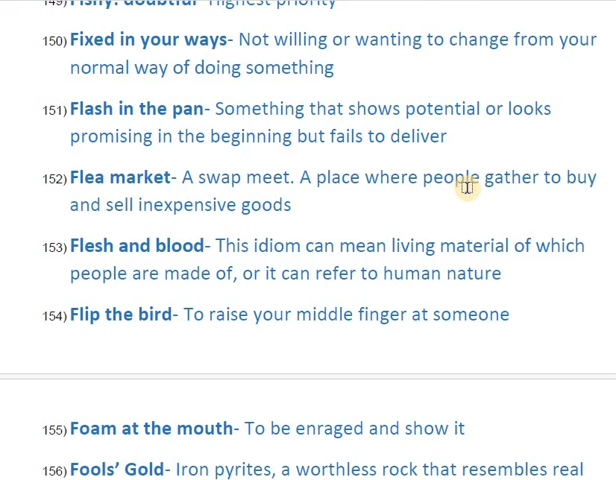 149) Fishy: doubtful- Highest priority
150) Fixed in your ways- Not willing or wanting to change from your
normal way of doing something
151) Flash in the pan- Something that shows potential or looks
promising in the beginning but fails to deliver
152) Flea market- A swap meet. A place where people gather to buy
and sell inexpensive goods
153) Flesh and blood- This idiom can mean living material of which
people are made of, or it can refer to human nature
154) Flip the bird- To raise your middle finger at someone
155) Foam at the mouth- To be enraged and show it
156) Fools’ Gold- Iron pyrites, a worthless rock that resembles real